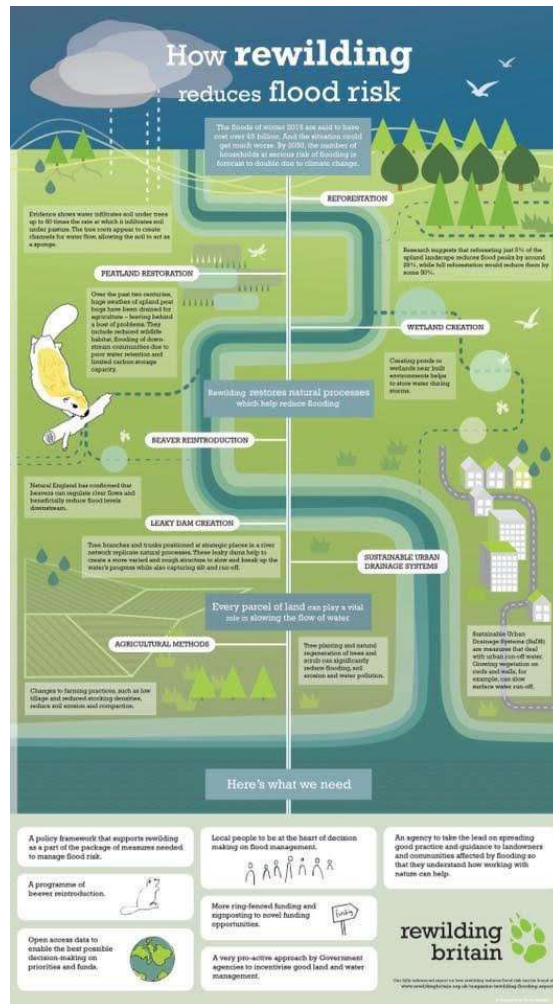 How rewilding
reduces flood risk
The floods of winter 2015 are said to have
cost over £5 billion. And the situation could
get much worse. By 2050, the number of
households at serious risk of flooding is
forecast to double due to climate change.
REFORESTATION
Evidence shows water infiltrates soil under trees
up to 60 times the rate at which it infiltrates soil
under pasture. The tree roots appear to create
channels for water flow, allowing the soil to act as
a sponge.
Research suggests that reforesting just 5% of the
upland landscape reduces flood peaks by around
29%, while full reforestation would reduce them by
some 50%.
PEATLAND RESTORATION
Over the past two centuries,
huge swathes of upland peat
bogs have been drained for
agriculture – leaving behind
a host of problems. They
include reduced wildlife
habitat, flooding of down-
stream communities due to
poor water retention and
limited carbon storage
capacity.
WETLAND CREATION
Creating ponds or
wetlands near built
environments helps
to store water during
storms.
Rewilding restores natural processes
which help reduce flooding
BEAVER REINTRODUCTION
Natural England has confirmed that
beavers can regulate clear flows and
beneficially reduce flood levels
downstream.
LEAKY DAM CREATION
Tree branches and trunks positioned at strategic places in a river
network replicate natural processes. These leaky dams help to
create a more varied and rough structure to slow and break up the
water's progress while also capturing silt and run-off.
SUSTAINABLE URBAN
DRAINAGE SYSTEMS
Every parcel of land can play a vital
role in slowing the flow of water
AGRICULTURAL METHODS
Tree planting and natural
regeneration of trees and
scrub can significantly
reduce flooding, soil
erosion and water pollution.
Sustainable Urban
Drainage Systems (SuDS)
are measures that deal
with urban run-off water.
Growing vegetation on
roofs and walls, for
example, can slow
surface water run-off.
Changes to farming practices, such as low
tillage and reduced stocking densities,
reduce soil erosion and compaction.
Here's what we need
A policy framework that supports rewilding
as a part of the package of measures needed
to manage flood risk.
Local people to be at the heart of decision
making on flood management.
An agency to take the lead on spreading
good practice and guidance to landowners
and communities affected by flooding so
that they understand how working with
nature can help.
A programme of
beaver reintroduction.
More ring-fenced funding and
signposting to novel funding
opportunities.
Funding
Open access data to
enable the best possible
decision-making on
priorities and funds.
A very pro-active approach by Government
agencies to incentivise good land and water
management.
rewilding
britain